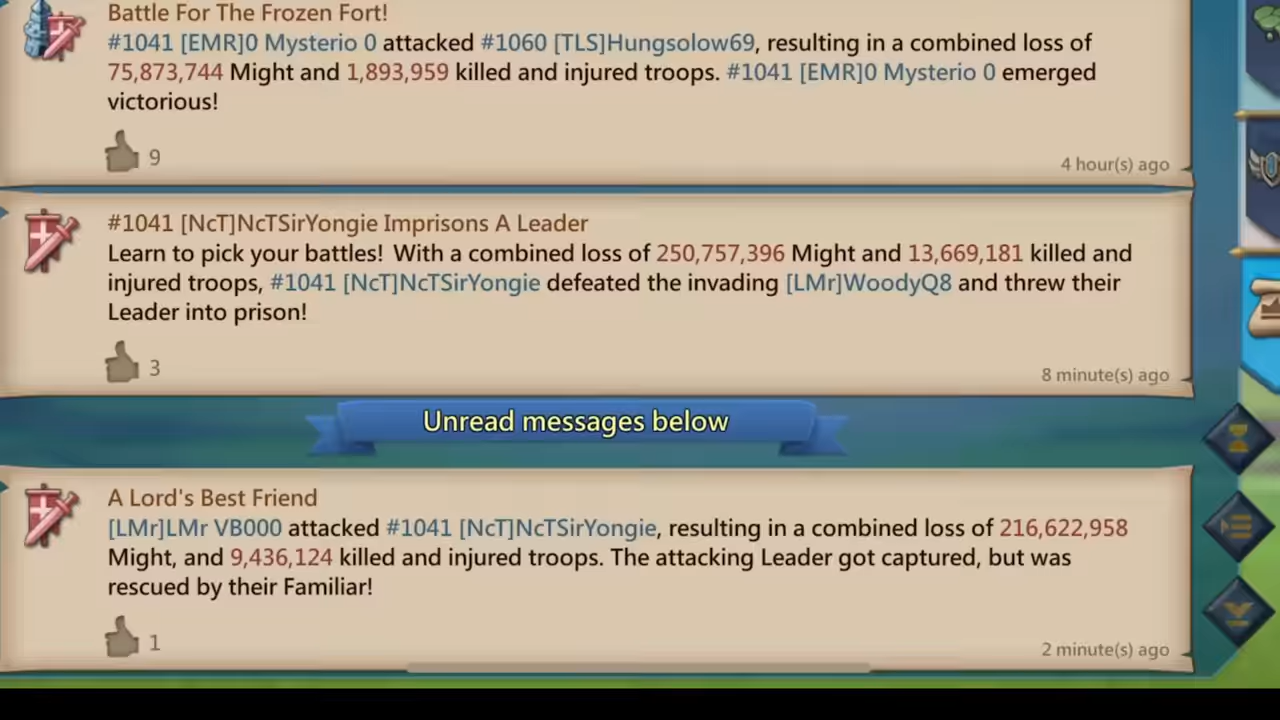 Battle For The Frozen Fort!
#1041 [EMR]0 Mysterio 0 attacked #1060 [TLS]Hungsolow69, resulting in a combined loss of
75,873,744 Might and 1,893,959 killed and injured troops. #1041 [EMR]0 Mysterio 0 emerged
victorious!
9
4 hour(s) ago
#1041 [NcT]NcTSirYongie Imprisons A Leader
Learn to pick your battles! With a combined loss of 250,757,396 Might and 13,669,181 killed and
injured troops, #1041 [NcT]NcTSirYongie defeated the invading [LMr]WoodyQ8 and threw their
Leader into prison!
3
8 minute(s) ago
Unread messages below
A Lord's Best Friend
[LMr]LMr VB000 attacked #1041 [NcT]NcTSirYongie, resulting in a combined loss of 216,622,958
Might, and 9,436,124 killed and injured troops. The attacking Leader got captured, but was
rescued by their Familiar!
1
2 minute(s) ago